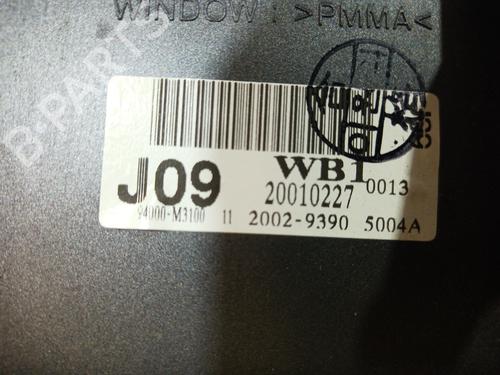 WINDOW : >PMMA<
B-PARTS
J09
WB1
20010227 0013
94000-M3100 11 2002-9390 5004A